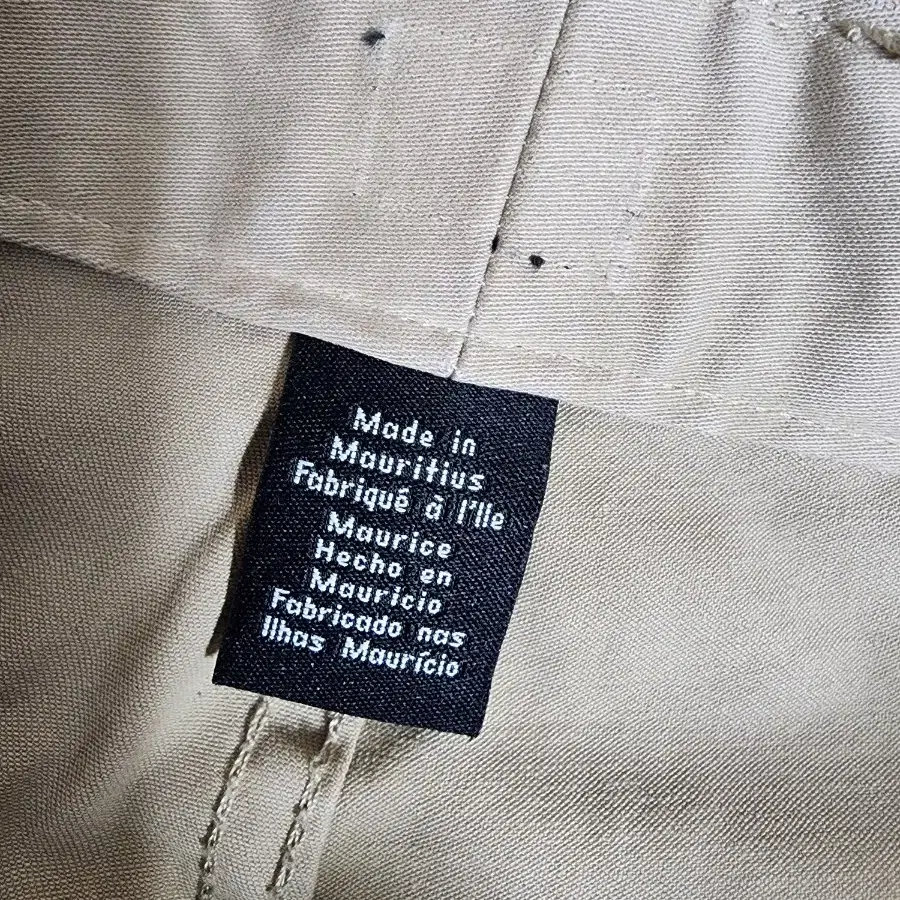 Made in
Mauritius
Fabriqué à l'Ile
Maurice
Hecho en
Mauricio
Fabricado nas
Ilhas Maurício